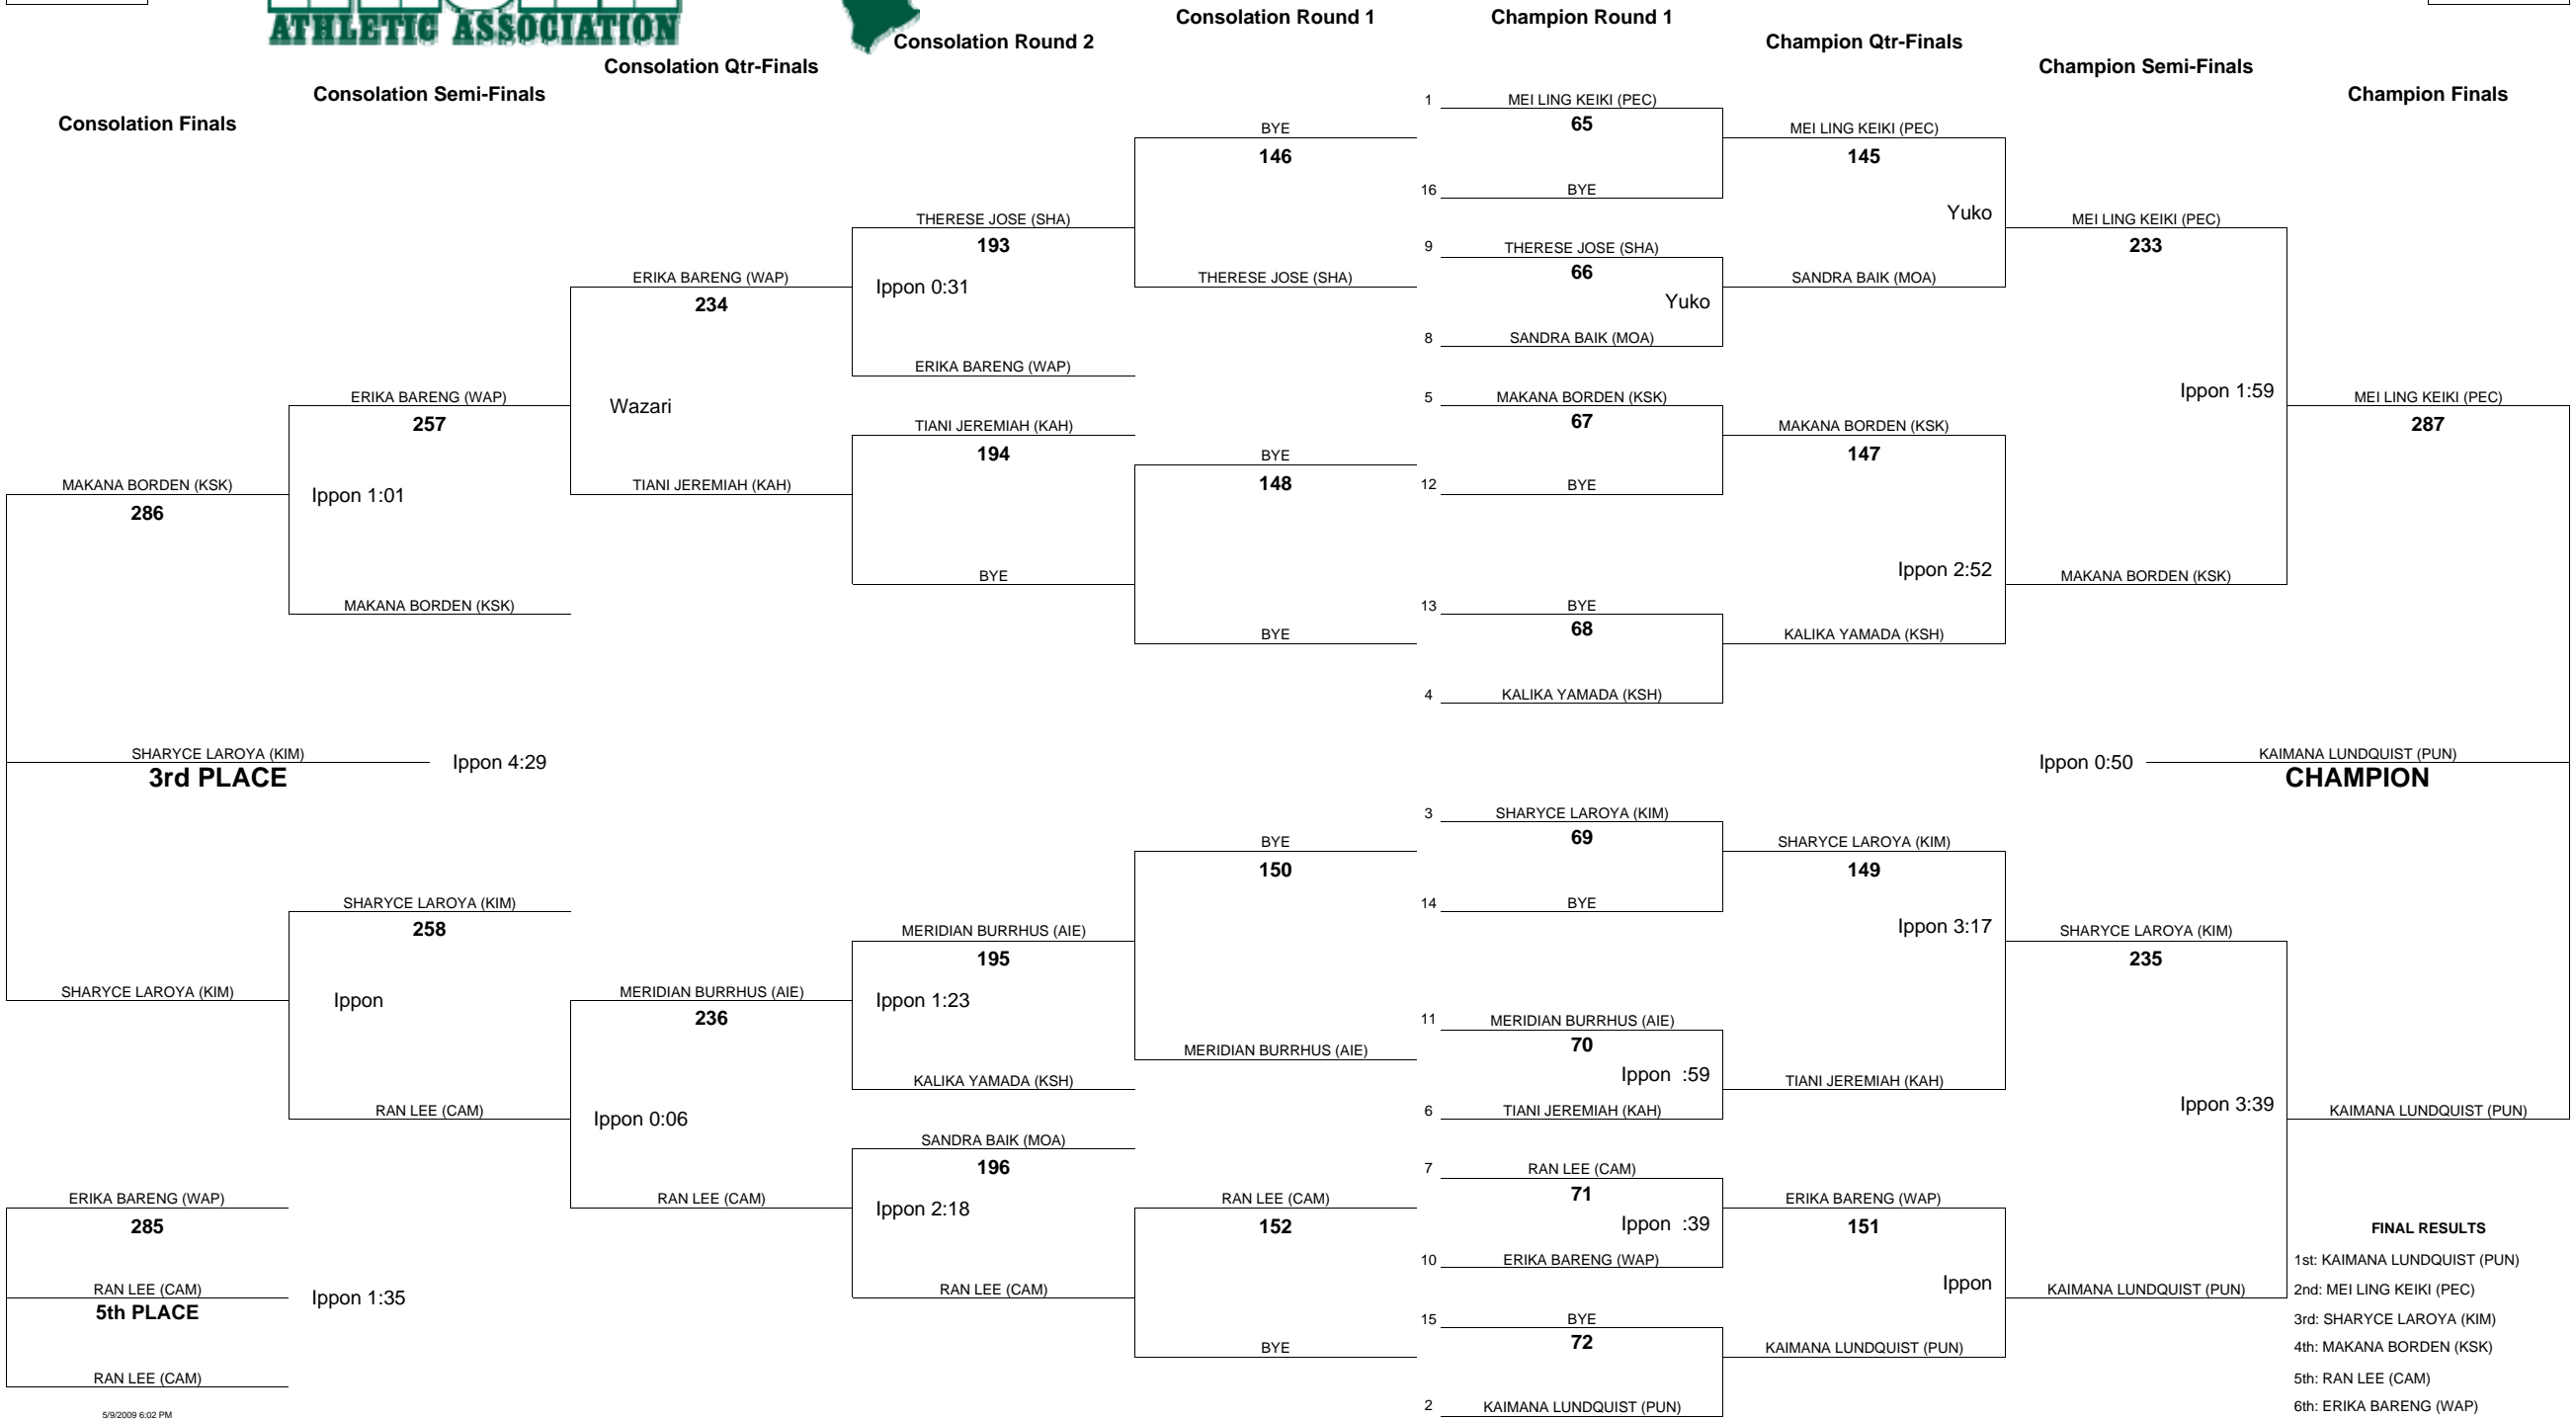 ATHLETIC ASSOCIATION
Consolation Finals
Consolation Semi-Finals
Consolation Qtr-Finals
Consolation Round 2
Consolation Round 1
Champion Round 1
Champion Qtr-Finals
Champion Semi-Finals
Champion Finals
MAKANA BORDEN (KSK)
286
SHARYCE LAROYA (KIM)
3rd PLACE
Ippon 4:29
SHARYCE LAROYA (KIM)
ERIKA BARENG (WAP)
285
RAN LEE (CAM)
5th PLACE
Ippon 1:35
RAN LEE (CAM)
5/9/2009 6:02 PM
ERIKA BARENG (WAP)
257
Ippon 1:01
MAKANA BORDEN (KSK)
SHARYCE LAROYA (KIM)
258
Ippon
RAN LEE (CAM)
ERIKA BARENG (WAP)
234
Wazari
TIANI JEREMIAH (KAH)
MERIDIAN BURRHUS (AIE)
236
Ippon 0:06
RAN LEE (CAM)
THERESE JOSE (SHA)
193
Ippon 0:31
ERIKA BARENG (WAP)
TIANI JEREMIAH (KAH)
194
BYE
MERIDIAN BURRHUS (AIE)
195
Ippon 1:23
KALIKA YAMADA (KSH)
SANDRA BAIK (MOA)
196
Ippon 2:18
RAN LEE (CAM)
BYE
146
THERESE JOSE (SHA)
BYE
148
BYE
BYE
150
MERIDIAN BURRHUS (AIE)
RAN LEE (CAM)
152
BYE
1 MEI LING KEIKI (PEC)
65
16 BYE
9 THERESE JOSE (SHA)
66
Yuko
8 SANDRA BAIK (MOA)
5 MAKANA BORDEN (KSK)
67
12 BYE
13 BYE
68
4 KALIKA YAMADA (KSH)
3 SHARYCE LAROYA (KIM)
69
14 BYE
11 MERIDIAN BURRHUS (AIE)
70
Ippon :59
6 TIANI JEREMIAH (KAH)
7 RAN LEE (CAM)
71
Ippon :39
10 ERIKA BARENG (WAP)
15 BYE
72
2 KAIMANA LUNDQUIST (PUN)
MEI LING KEIKI (PEC)
145
Yuko
SANDRA BAIK (MOA)
MAKANA BORDEN (KSK)
147
Ippon 2:52
KALIKA YAMADA (KSH)
SHARYCE LAROYA (KIM)
149
Ippon 3:17
TIANI JEREMIAH (KAH)
ERIKA BARENG (WAP)
151
Ippon
KAIMANA LUNDQUIST (PUN)
MEI LING KEIKI (PEC)
233
Ippon 1:59
MAKANA BORDEN (KSK)
SHARYCE LAROYA (KIM)
235
Ippon 3:39
KAIMANA LUNDQUIST (PUN)
MEI LING KEIKI (PEC)
287
Ippon 0:50
KAIMANA LUNDQUIST (PUN)
CHAMPION
KAIMANA LUNDQUIST (PUN)
FINAL RESULTS
1st: KAIMANA LUNDQUIST (PUN)
2nd: MEI LING KEIKI (PEC)
3rd: SHARYCE LAROYA (KIM)
4th: MAKANA BORDEN (KSK)
5th: RAN LEE (CAM)
6th: ERIKA BARENG (WAP)